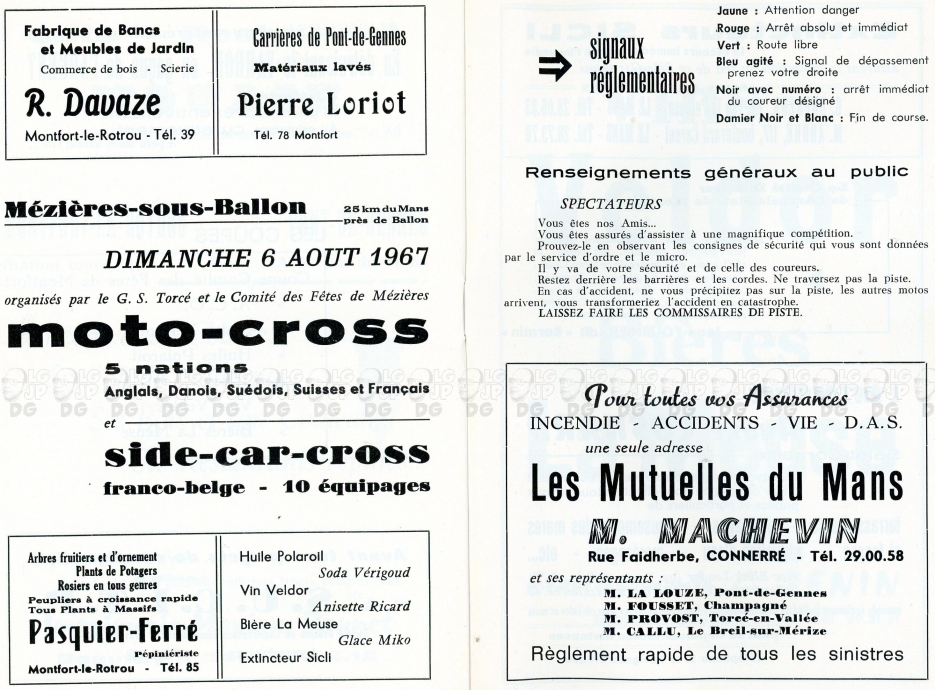 Fabrique de Bancs
et Meubles de Jardin
Commerce de bois - Scierie
R. Davaze
Montfort-le-Rotrou - Tél. 39
Carrières de Pont-de-Gennes
Matériaux lavés
Pierre Loriot
Tél. 78 Montfort
Mézières-sous-Ballon
25 km du Mans
près de Ballon
DIMANCHE 6 AOUT 1967
organisés par le G. S. Torcé et le Comité des Fêtes de Mézières
moto-cross
5 nations
Anglais, Danois, Suédois, Suisses et Français
et
side-car-cross
franco-belge - 10 équipages
Arbres fruitiers et d'ornement
Plants de Potagers
Rosiers en tous genres
Peupliers à croissance rapide
Tous Plants à Massifs
Pasquier-Ferré
Pépiniériste
Montfort-le-Rotrou - Tél. 85
Huile Polaroil
Soda Vérigoud
Vin Veldor
Anisette Ricard
Bière La Meuse
Glace Miko
Extincteur Sicli
signaux
réglementaires
Jaune : Attention danger
Rouge : Arrêt absolu et immédiat
Vert : Route libre
Bleu agité : Signal de dépassement
prenez votre droite
Noir avec numéro : arrêt immédiat
du coureur désigné
Damier Noir et Blanc : Fin de course.
Renseignements généraux au public
SPECTATEURS
Vous êtes nos Amis...
Vous êtes assurés d'assister à une magnifique compétition.
Prouvez-le en observant les consignes de sécurité qui vous sont données
par le service d'ordre et le micro.
Il y va de votre sécurité et de celle des coureurs.
Restez derrière les barrières et les cordes. Ne traversez pas la piste.
En cas d'accident, ne vous précipitez pas sur la piste, les autres motos
arrivent, vous transformeriez l'accident en catastrophe.
LAISSEZ FAIRE LES COMMISSAIRES DE PISTE.
Pour toutes vos Assurances
INCENDIE - ACCIDENTS - VIE - D.A.S.
une seule adresse
Les Mutuelles du Mans
M. MACHEVIN
Rue Faidherbe, CONNERRÉ - Tél. 29.00.58
et ses représentants :
M. LA LOUZE, Pont-de-Gennes
M. FOUSSET, Champagné
M. PROVOST, Torcé-en-Vallée
M. CALLU, Le Breil-sur-Mérize
Règlement rapide de tous les sinistres